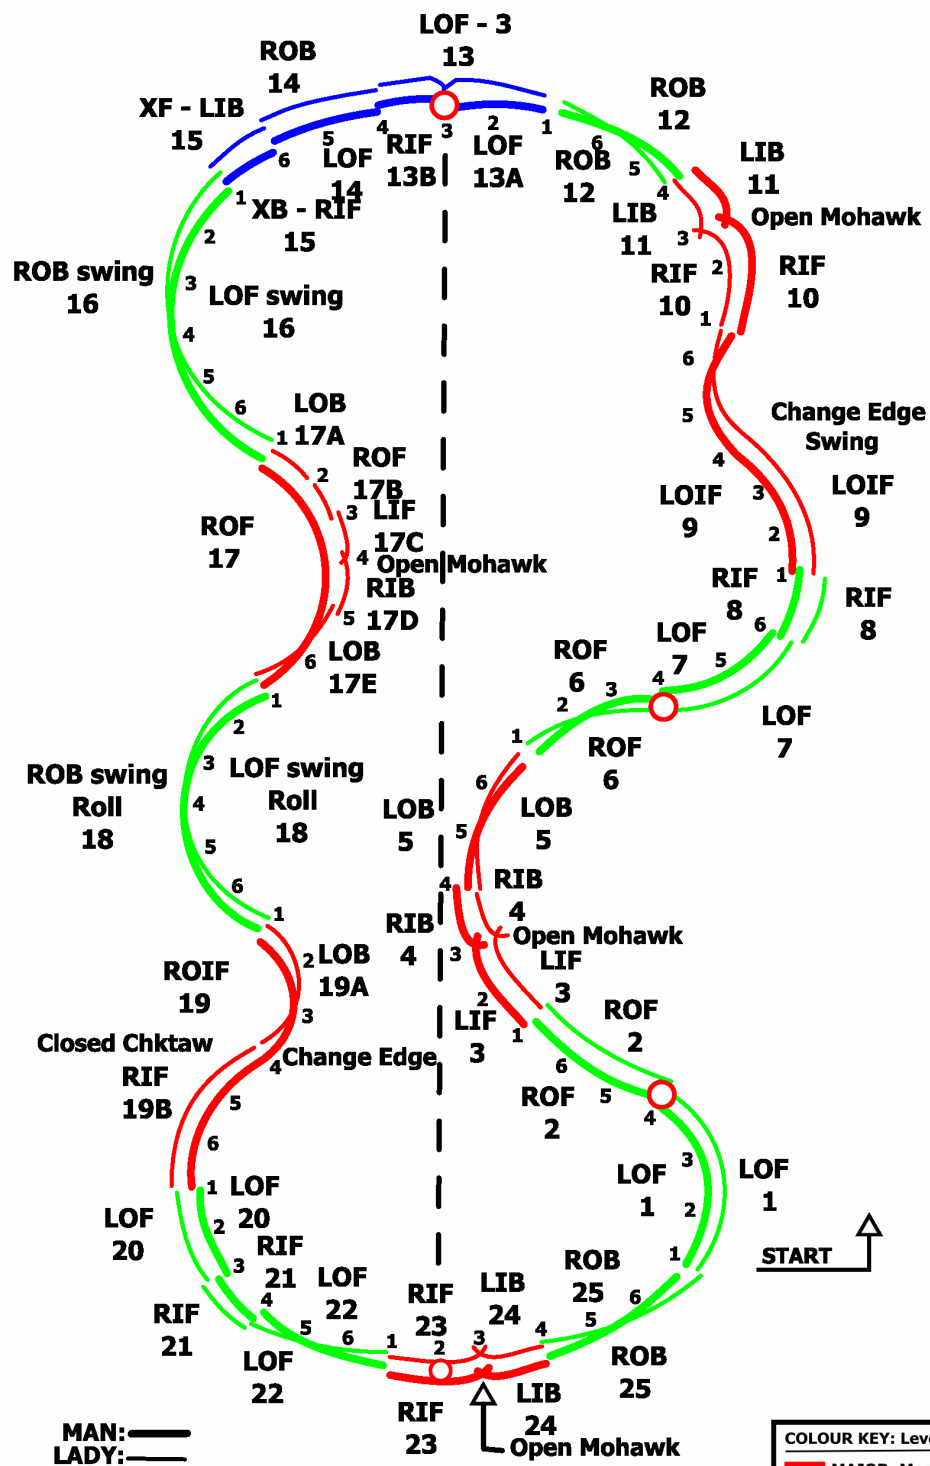 LOF - 3
13
ROB
14
XF - LIB
15
ROB
12
LIB
11
Open Mohawk
6
5
LOF
14
4
RIF
13B
3
2
LOF
13A
1
6
ROB
12
5
4
LIB
11
3
RIF
10
2
1
RIF
10
1
XB - RIF
15
2
ROB swing
16
3
LOF swing
16
4
5
6
6
5
4
Change Edge
Swing
LOIF
9
3
LOIF
9
2
1
LOB
17A
1
2
ROF
17B
3
LIF
17C
ROF
17
4
Open Mohawk
RIB
17D
5
6
LOB
17E
RIF
8
RIF
8
6
5
LOF
7
4
LOF
7
ROF
6
3
2
1
ROF
6
1
2
3
ROB swing
Roll
18
LOF swing
Roll
18
4
5
6
6
LOB
5
LOB
5
5
4
RIB
4
RIB
4
Open Mohawk
3
2
LIF
3
LIF
3
1
ROF
2
1
2
LOB
19A
ROIF
19
3
Closed Chktaw
Change Edge
4
RIF
19B
5
6
6
5
ROF
2
4
3
LOF
1
LOF
1
2
1
START
1
LOF
20
LOF
20
2
3
RIF
21
RIF
21
4
LOF
22
5
6
LOF
22
1
RIF
23
2
RIF
23
3
LIB
24
4
LIB
24
ROB
25
5
6
ROB
25
Open Mohawk
MAN:
LADY:
COLOUR KEY: Leve